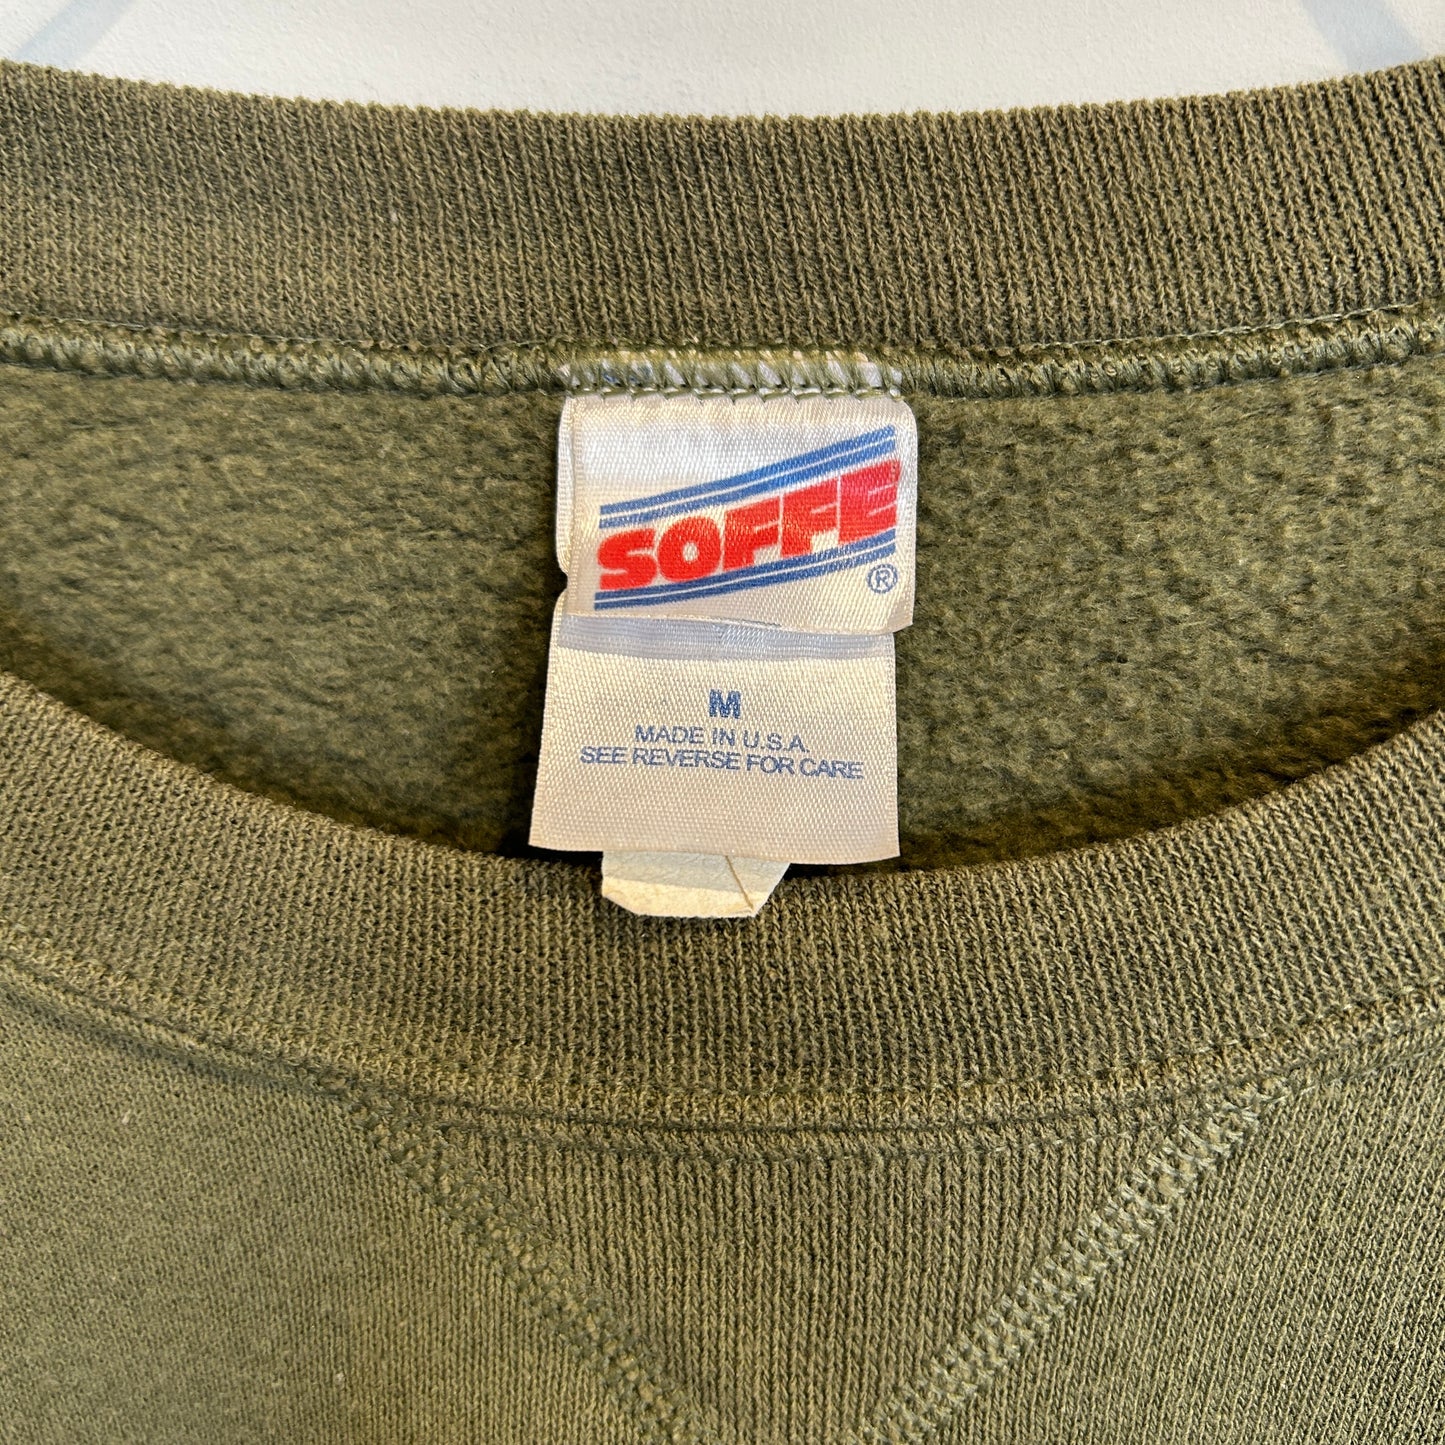 SOFFE
®
M
MADE IN U.S.A.
SEE REVERSE FOR CARE